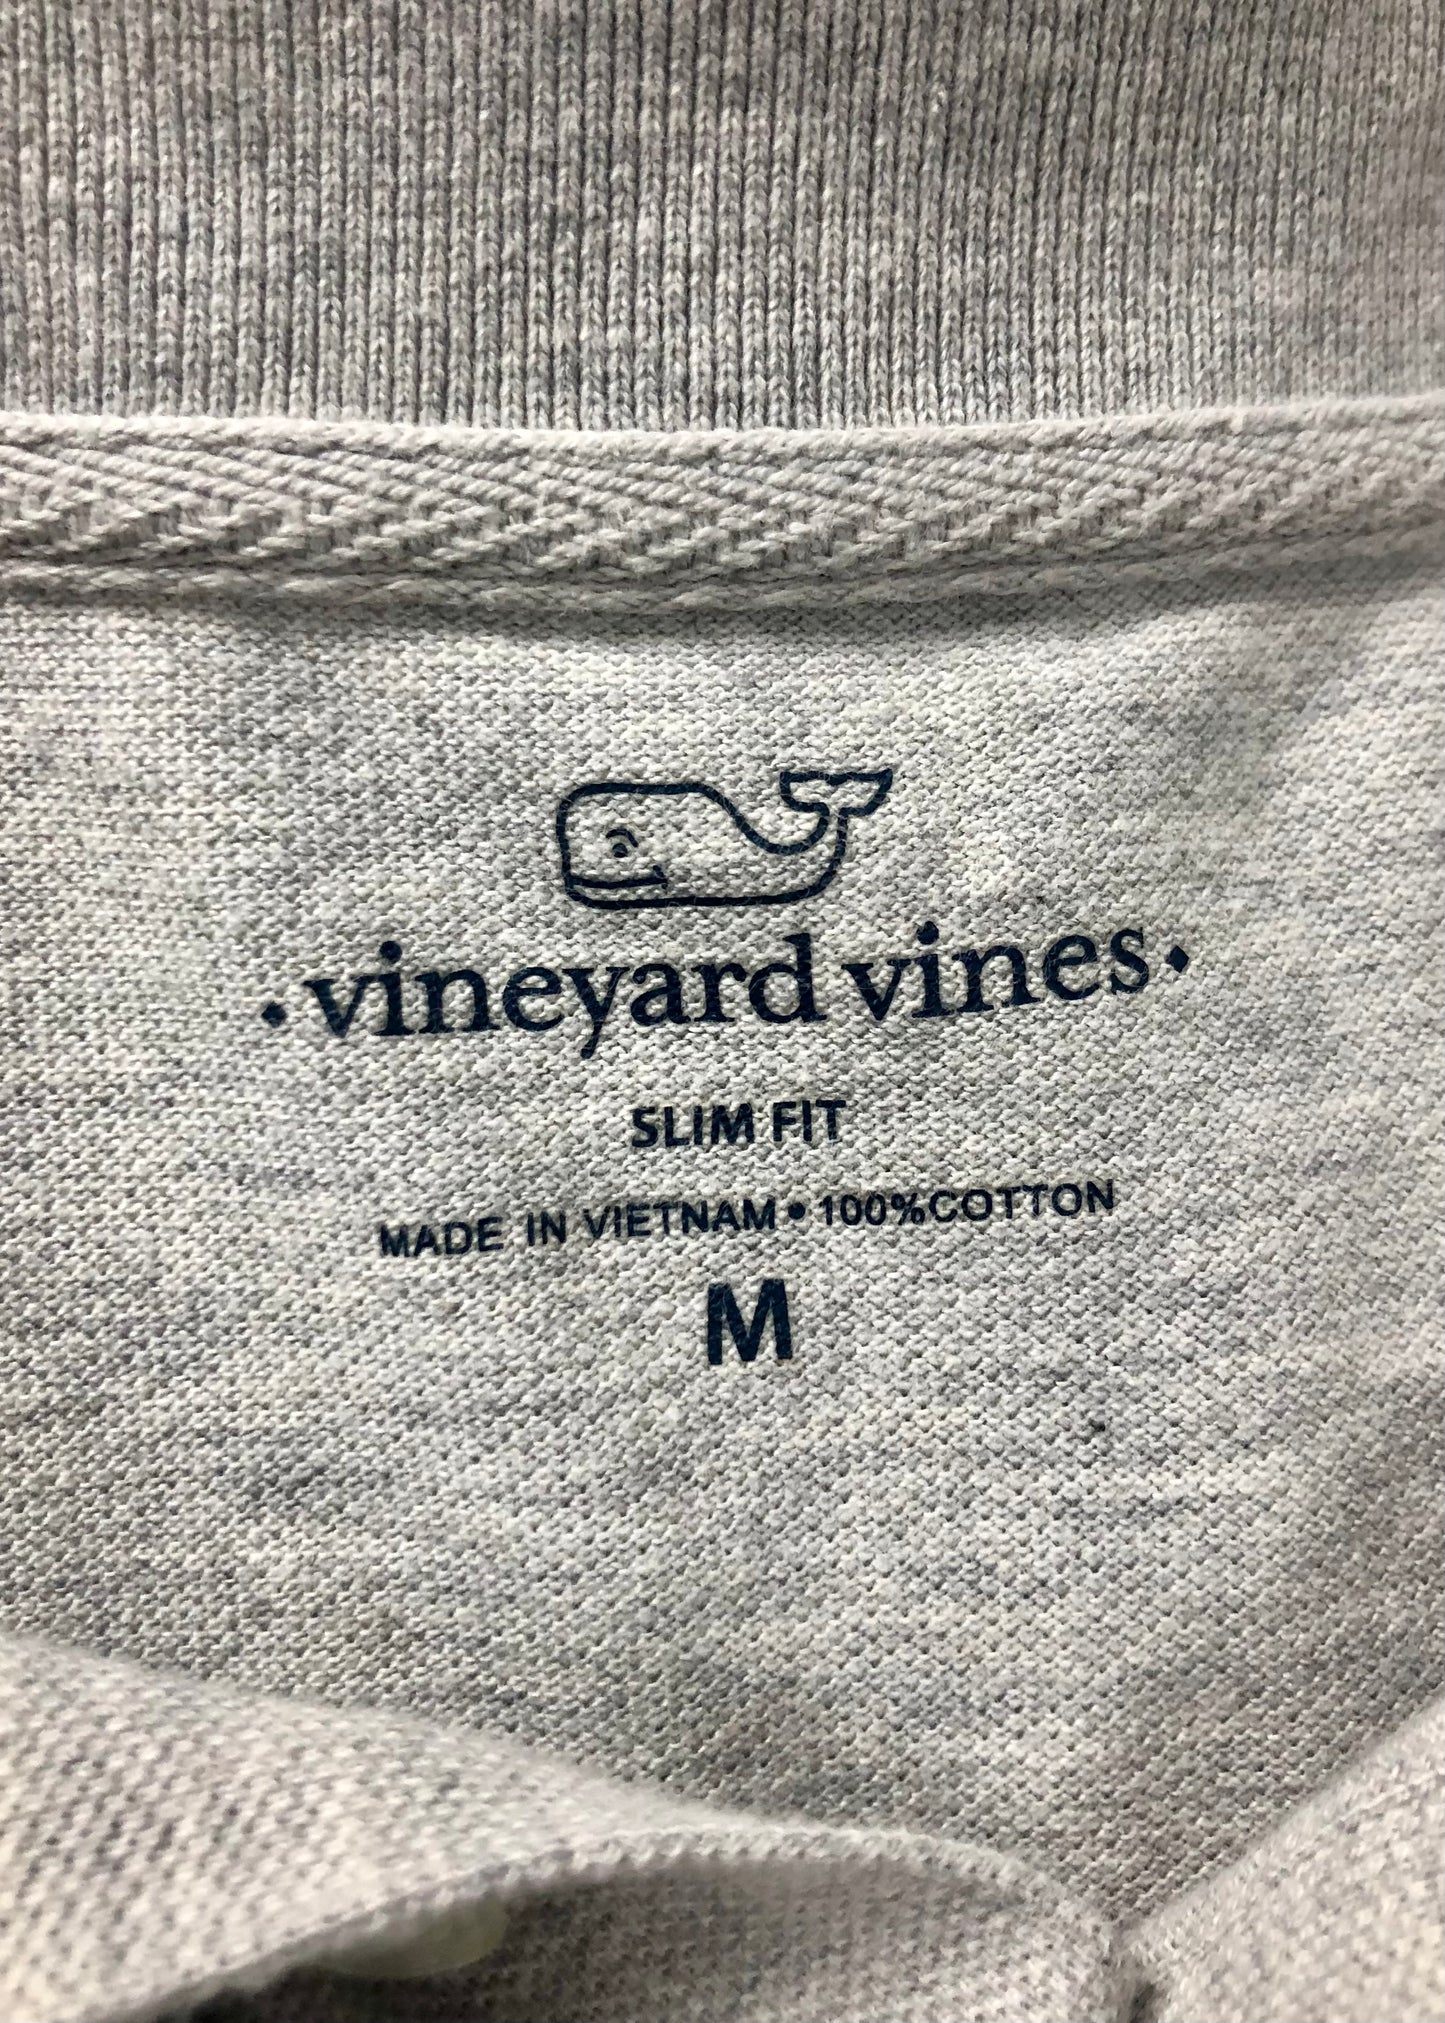 •vineyard vines•
SLIM FIT
MADE IN VIETNAM • 100%COTTON
M